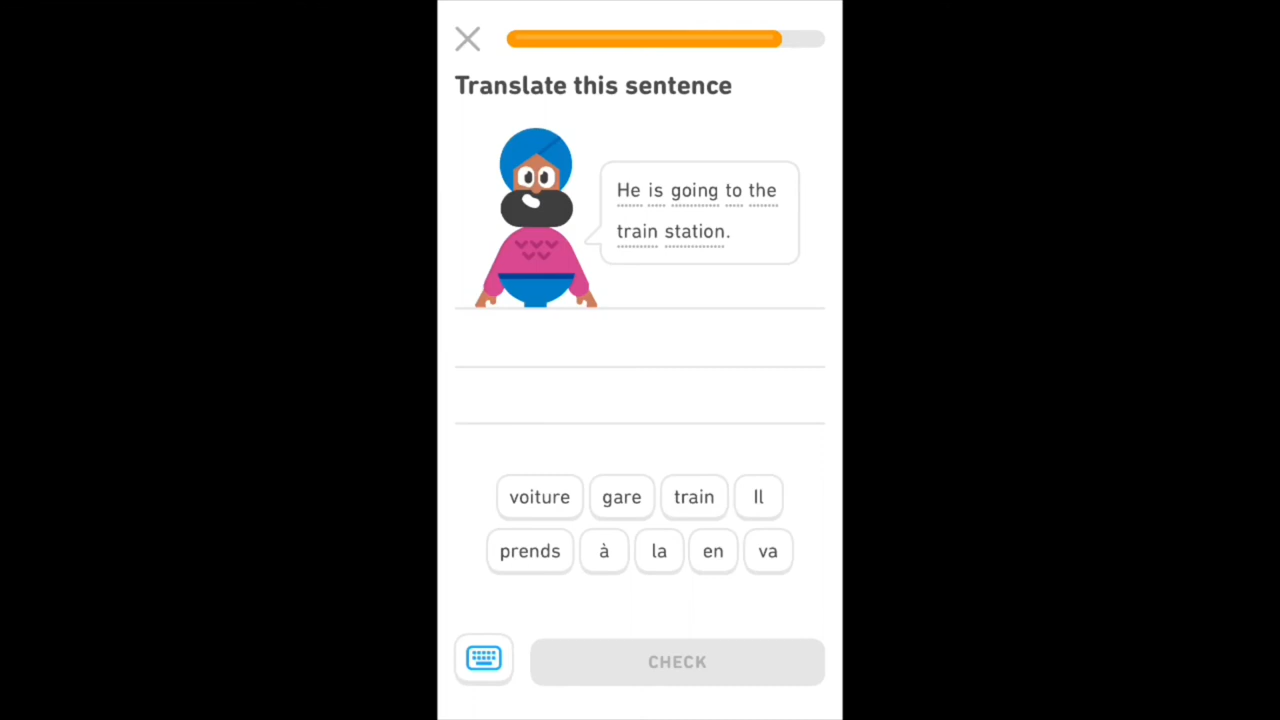 Translate this sentence
He is going to the
train station.
voiture gare train Il
prends à la en va
CHECK